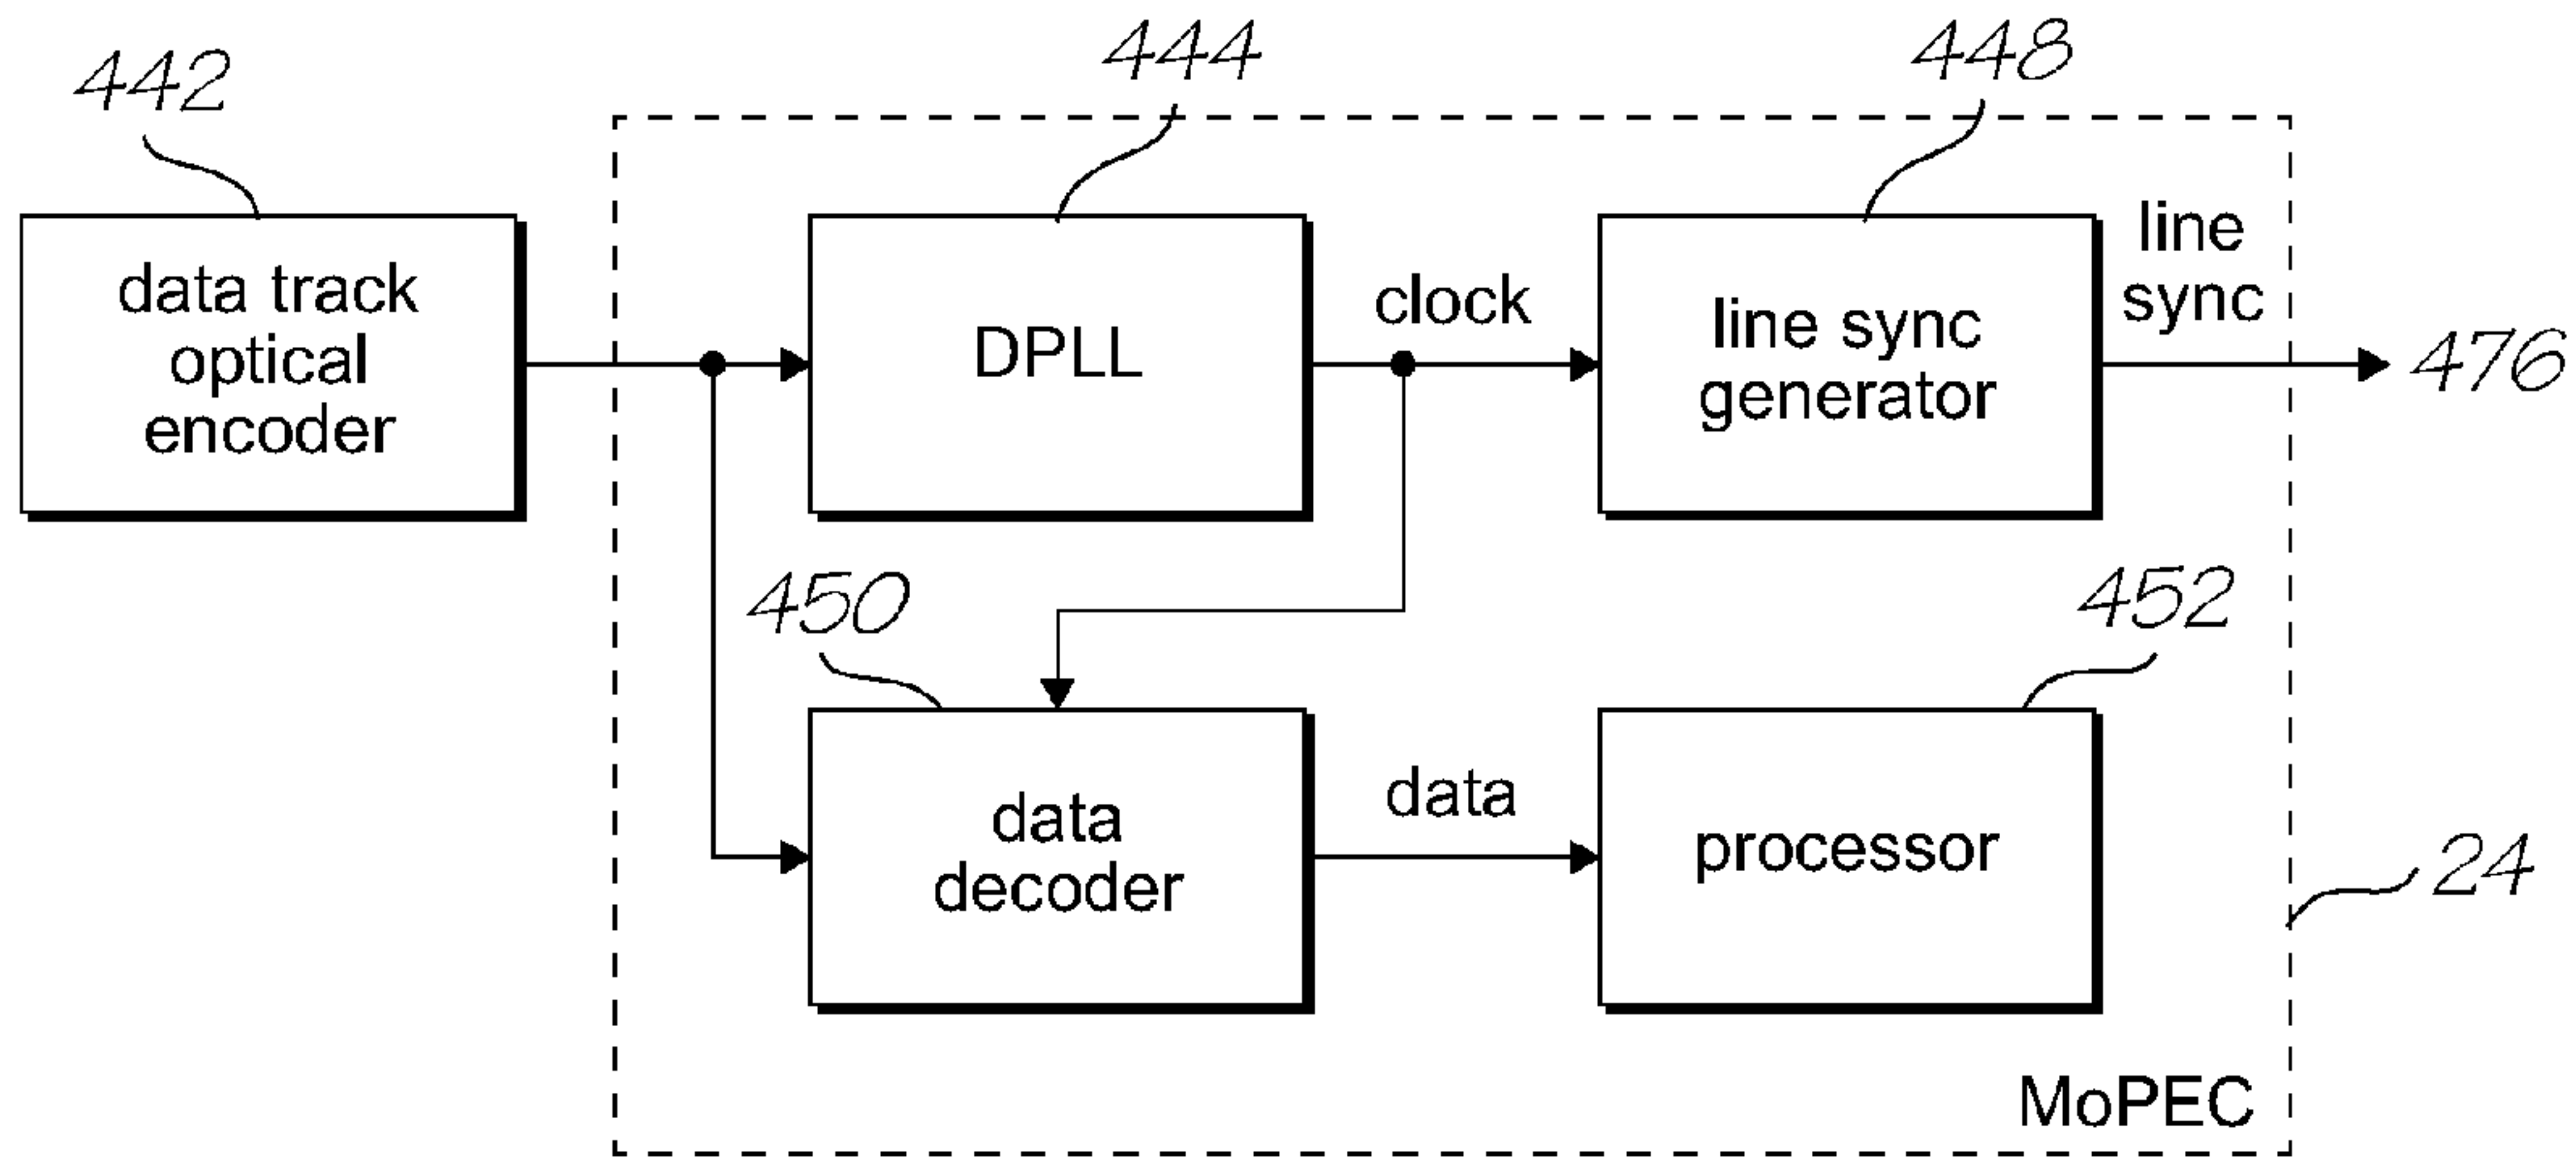 442
444
448
data track
optical
encoder
DPLL
clock
line sync
generator
line
sync
476
450
452
data
decoder
data
processor
24
MoPEC